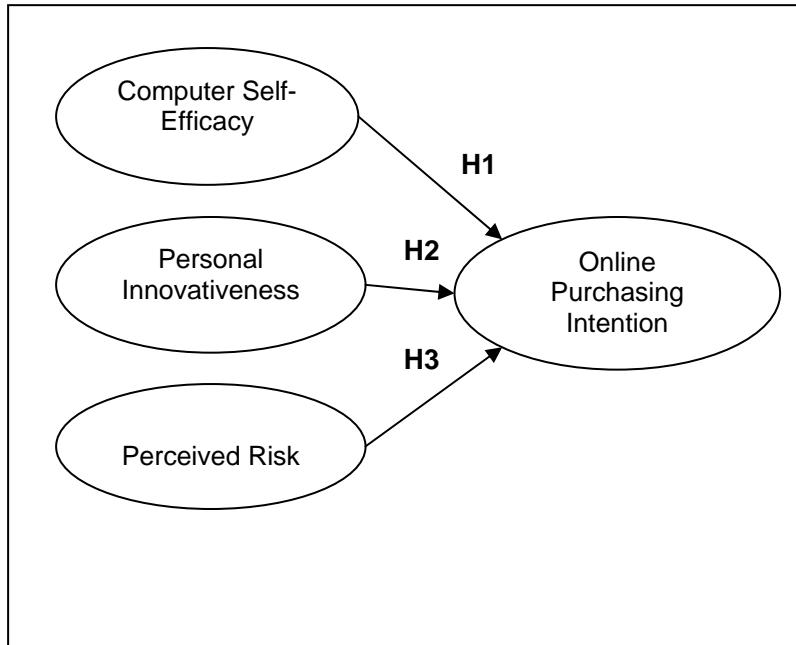 Computer Self-
Efficacy
H1
Personal
Innovativeness
H2
Online
Purchasing
Intention
H3
Perceived Risk